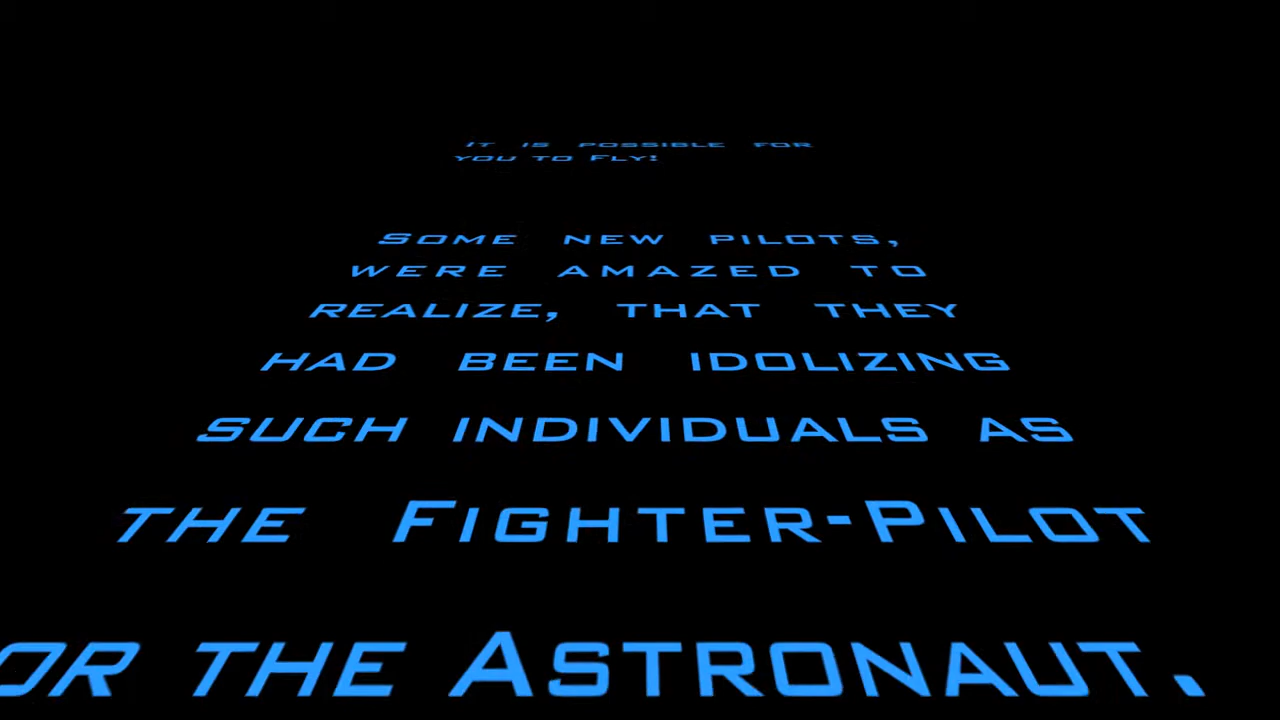 It is possible for
you to Fly!
Some new pilots,
were amazed to
realize, that they
had been idolizing
such individuals as
the Fighter-Pilot
or the Astronaut.